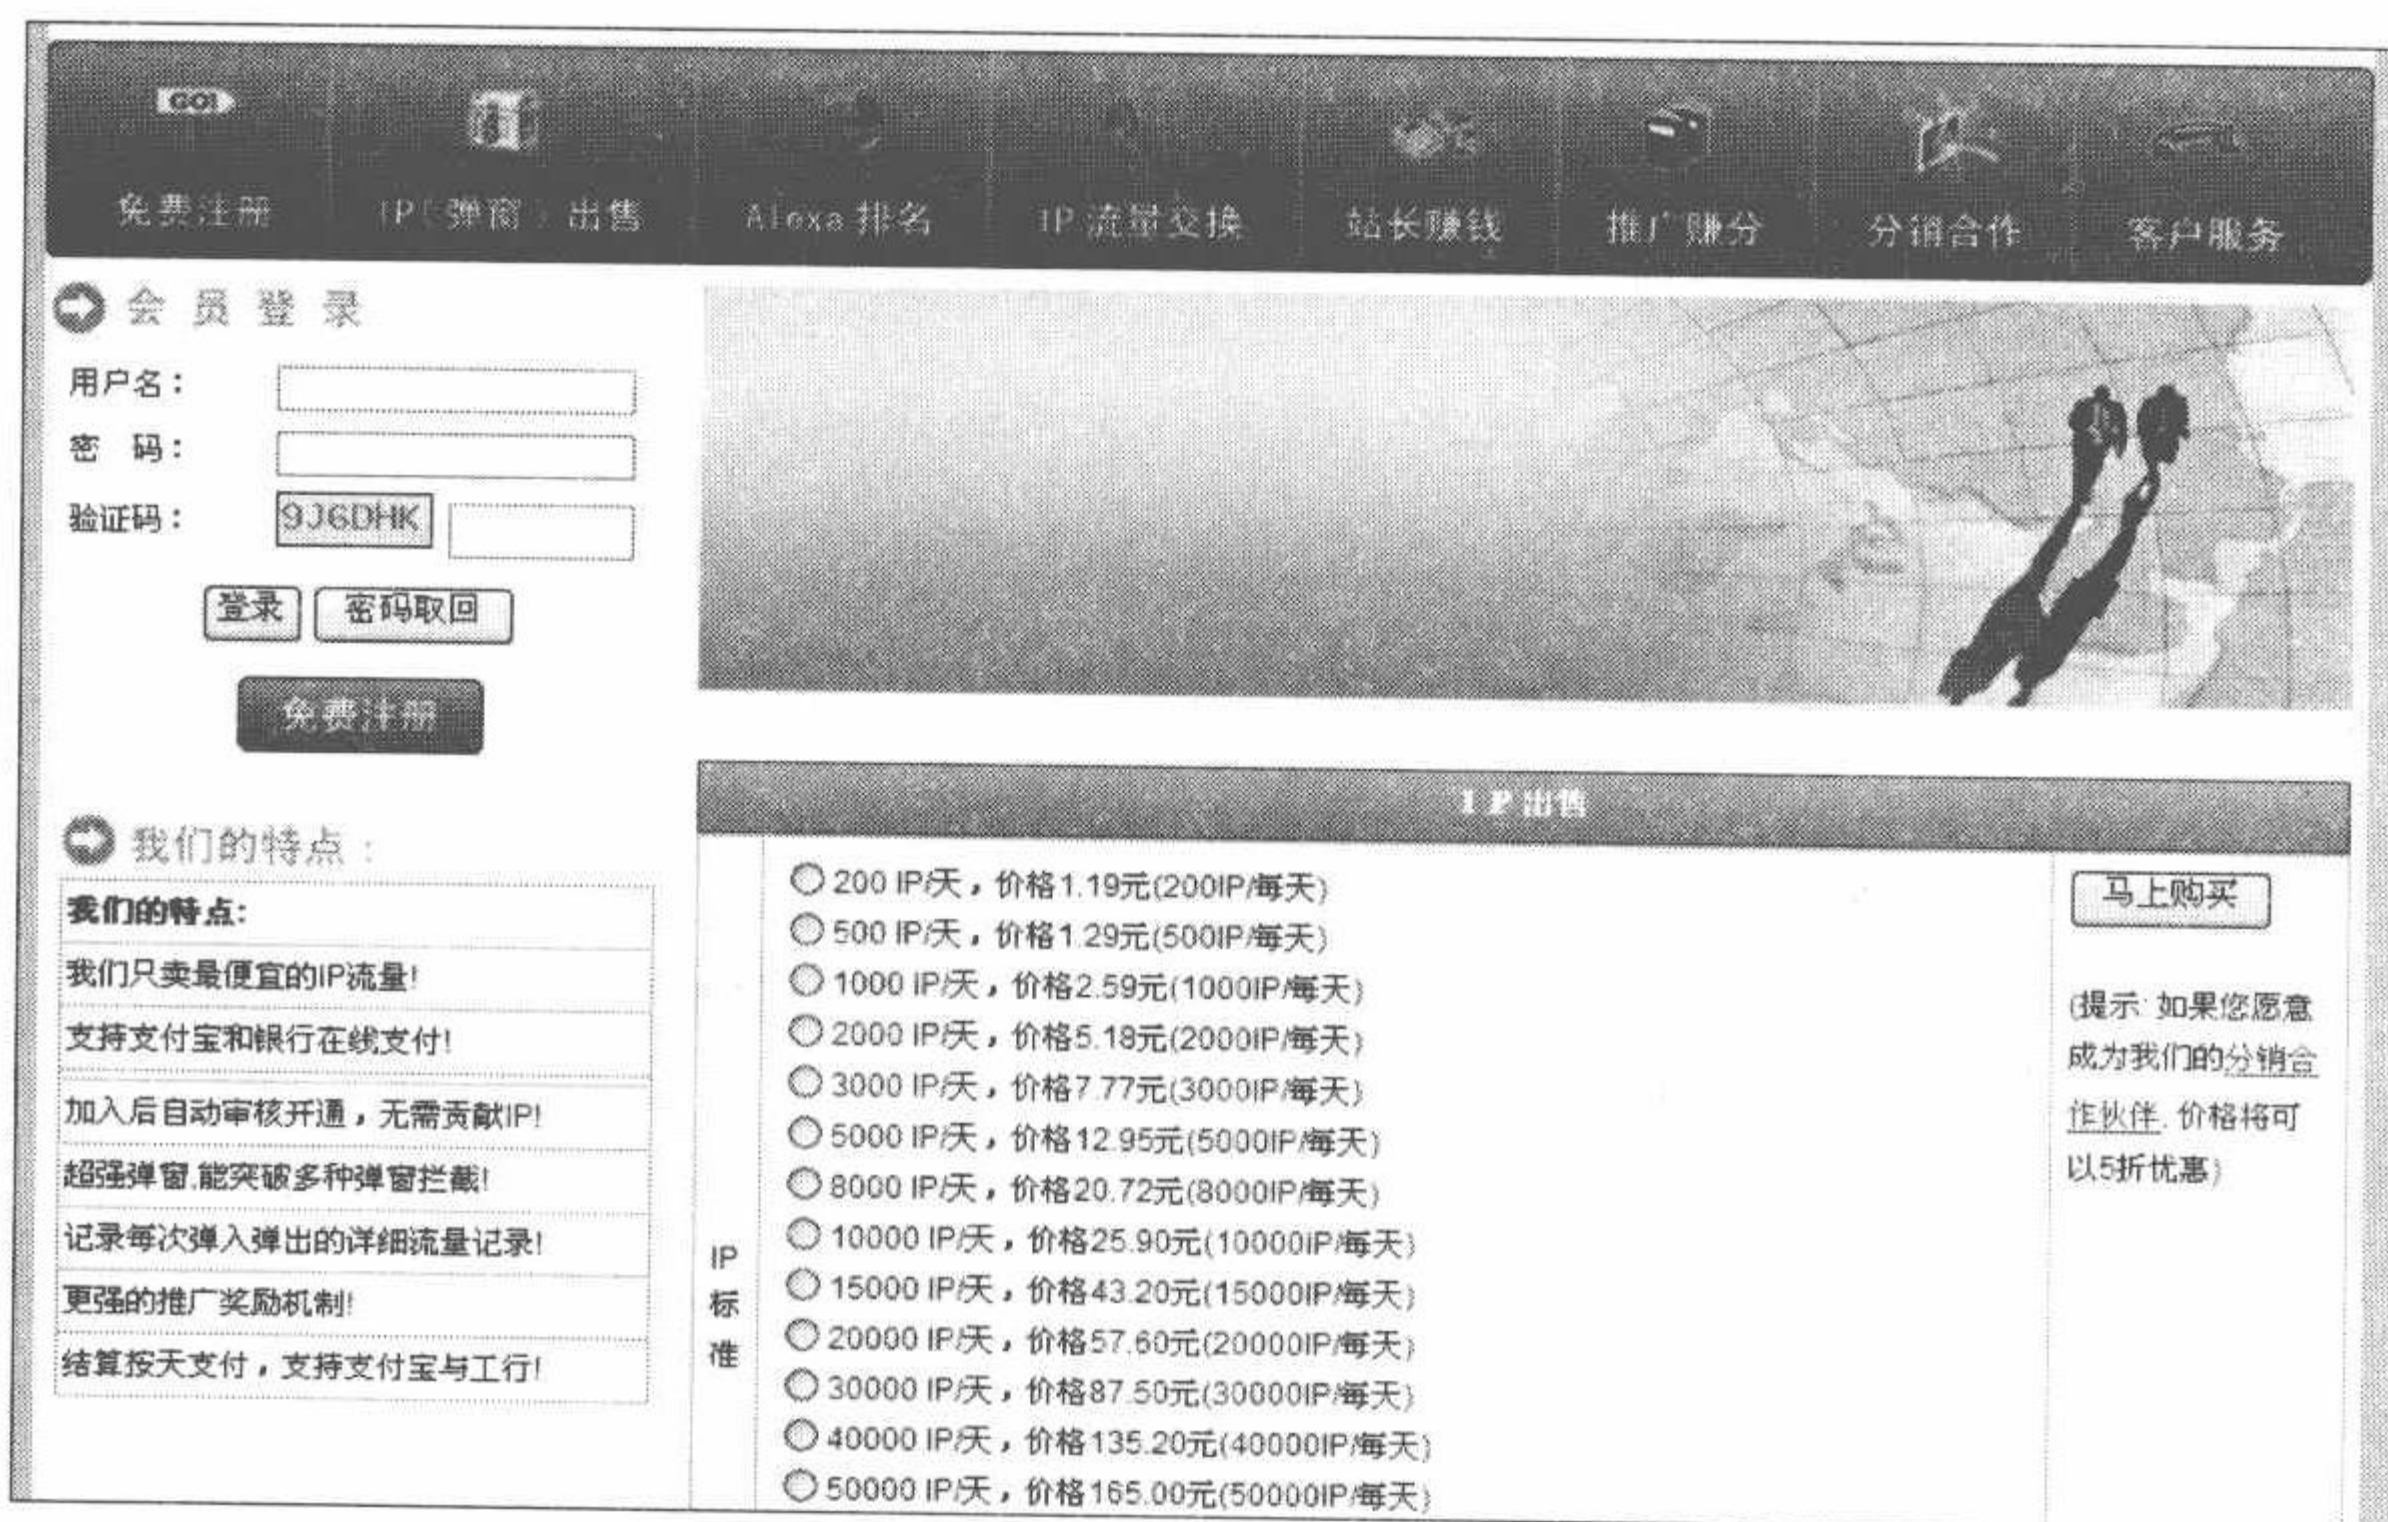 GO!
免费注册
IP(弹窗)出售
Alexa 排名
IP 流量交换
站长赚钱
推广赚分
分销合作
客户服务
会员登录
用户名：
密 码：
验证码：
9J6DHK
登录
密码取回
免费注册
我们的特点：
我们的特点:
我们只卖最便宜的IP流量!
支持支付宝和银行在线支付!
加入后自动审核开通，无需贡献IP!
超强弹窗,能突破多种弹窗拦截!
记录每次弹入弹出的详细流量记录!
更强的推广奖励机制!
结算按天支付，支持支付宝与工行!
IP出售
IP
标
准
200 IP/天，价格1.19元(200IP/每天)
500 IP/天，价格1.29元(500IP/每天)
1000 IP/天，价格2.59元(1000IP/每天)
2000 IP/天，价格5.18元(2000IP/每天)
3000 IP/天，价格7.77元(3000IP/每天)
5000 IP/天，价格12.95元(5000IP/每天)
8000 IP/天，价格20.72元(8000IP/每天)
10000 IP/天，价格25.90元(10000IP/每天)
15000 IP/天，价格43.20元(15000IP/每天)
20000 IP/天，价格57.60元(20000IP/每天)
30000 IP/天，价格87.50元(30000IP/每天)
40000 IP/天，价格135.20元(40000IP/每天)
50000 IP/天，价格165.00元(50000IP/每天)
马上购买
(提示: 如果您愿意
成为我们的分销合
作伙伴. 价格将可
以5折优惠)